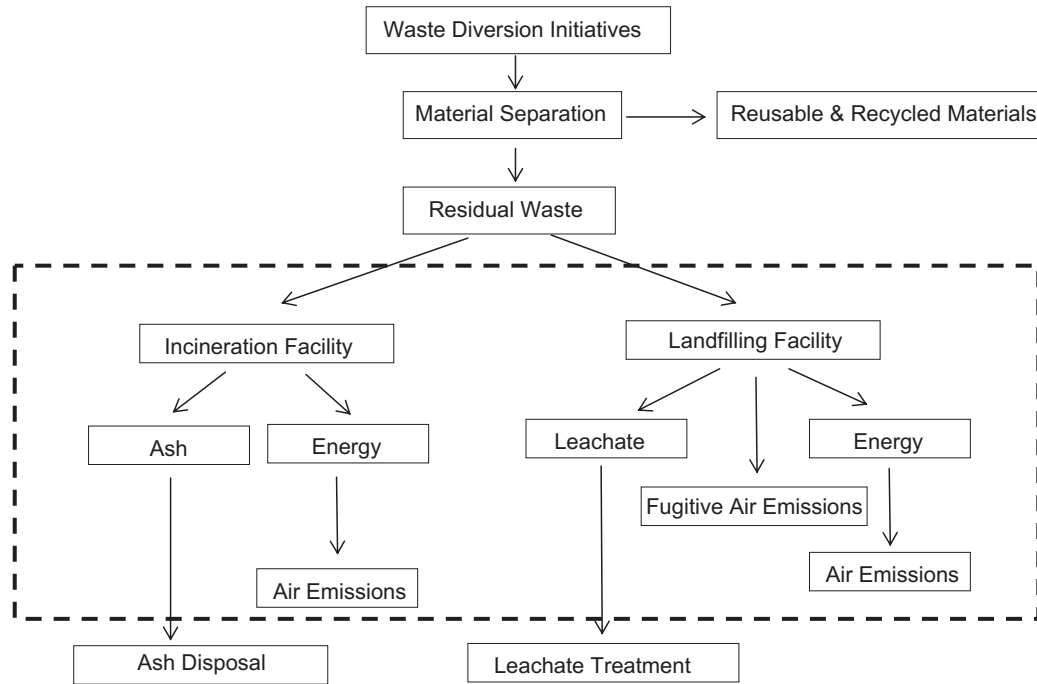 Waste Diversion Initiatives
Material Separation
Reusable & Recycled Materials
Residual Waste
Incineration Facility
Landfilling Facility
Ash
Energy
Leachate
Energy
Fugitive Air Emissions
Air Emissions
Air Emissions
Ash Disposal
Leachate Treatment